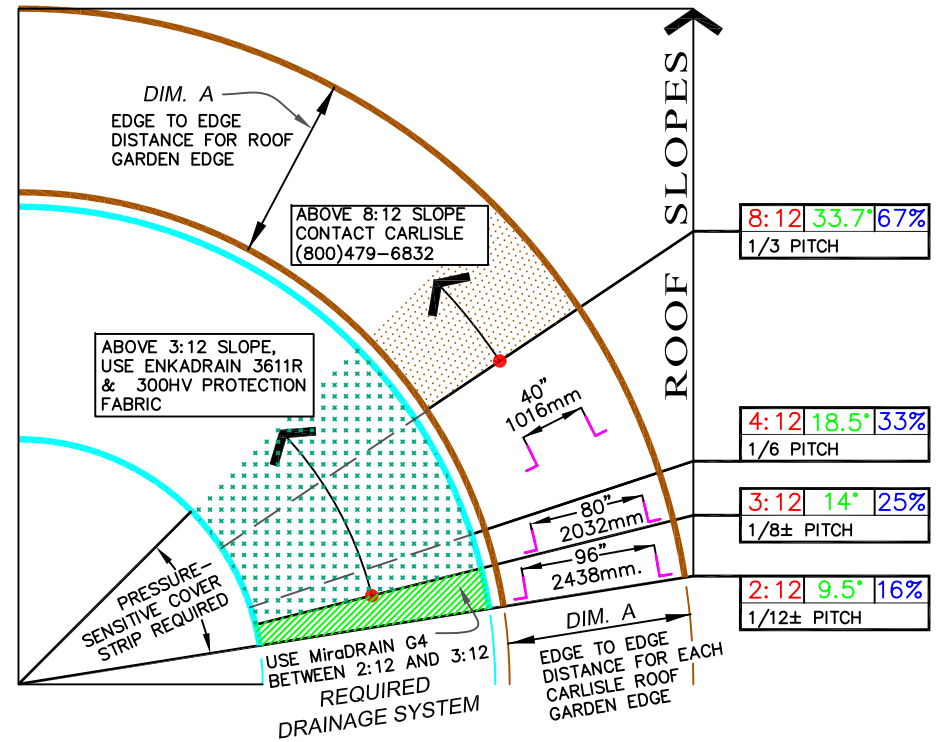 DIM. A
EDGE TO EDGE
DISTANCE FOR ROOF
GARDEN EDGE
ROOF SLOPES
ABOVE 8:12 SLOPE
CONTACT CARLISLE
(800)479-6832
8:12 33.7° 67%
1/3 PITCH
ABOVE 3:12 SLOPE,
USE ENKADRAIN 3611R
& 300HV PROTECTION
FABRIC
40"
1016mm
4:12 18.5° 33%
1/6 PITCH
80"
2032mm
3:12 14° 25%
1/8± PITCH
96"
2438mm.
2:12 9.5° 16%
1/12± PITCH
PRESSURE-
SENSITIVE COVER
STRIP REQUIRED
USE MiraDRAIN G4
BETWEEN 2:12 AND 3:12
REQUIRED
DRAINAGE SYSTEM
DIM. A
EDGE TO EDGE
DISTANCE FOR EACH
CARLISLE ROOF
GARDEN EDGE